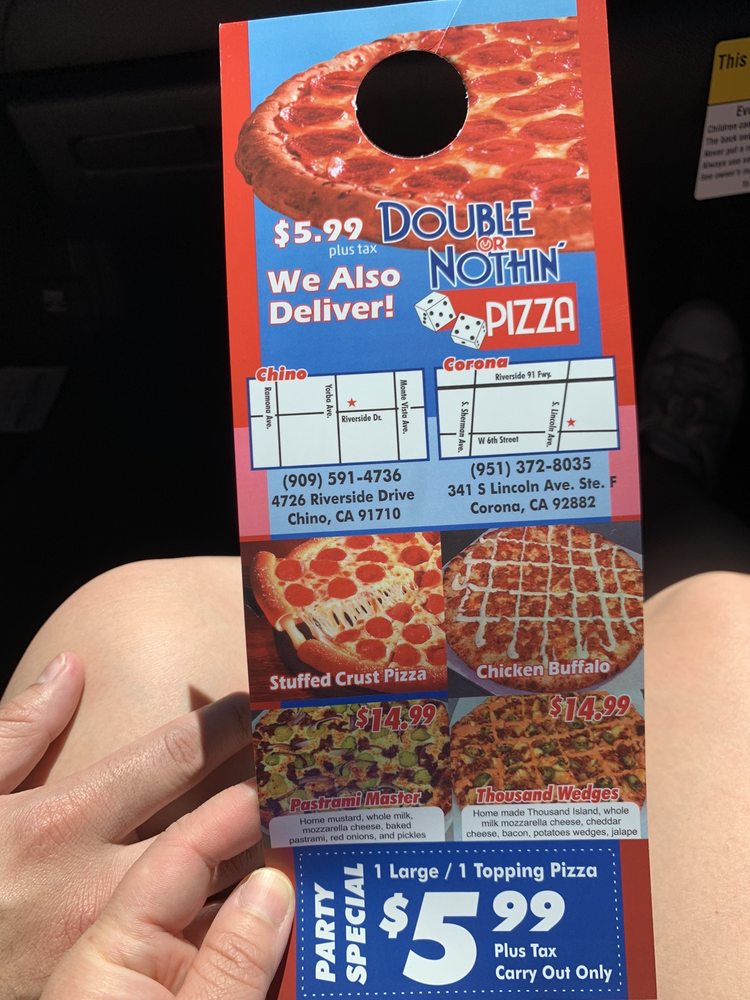 $5.99
plus tax
We Also
Deliver!
DOUBLE
OR
NOTHIN'
PIZZA
Chino
Ramona Ave.
Yorba Ave.
Riverside Dr.
Monte Vista Ave.
(909) 591-4736
4726 Riverside Drive
Chino, CA 91710
Corona
Riverside 91 Fwy.
S. Sherman Ave.
W 6th Street
S. Lincoln Ave.
(951) 372-8035
341 S Lincoln Ave. Ste. F
Corona, CA 92882
Stuffed Crust Pizza
Chicken Buffalo
$14.99
Pastrami Master
Home mustard, whole milk,
mozzarella cheese, baked
pastrami, red onions, and pickles
$14.99
Thousand Wedges
Home made Thousand Island, whole
milk mozzarella cheese, cheddar
cheese, bacon, potatoes wedges, jalape
PARTY
SPECIAL
1 Large / 1 Topping Pizza
$5.99
Plus Tax
Carry Out Only
This